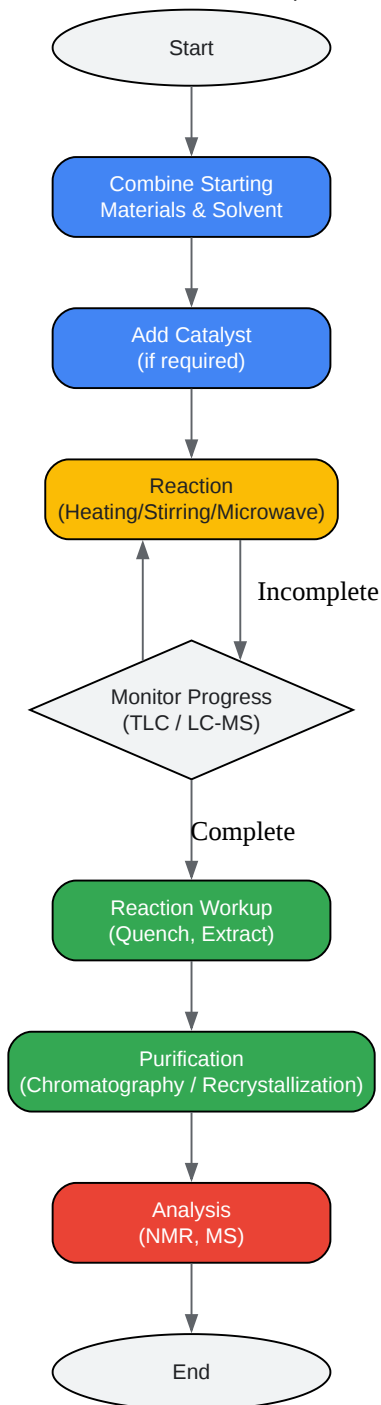 Start
Combine Starting
Materials & Solvent
Add Catalyst
(if required)
Reaction
(Heating/Stirring/Microwave)
Incomplete
Monitor Progress
(TLC / LC-MS)
Complete
Reaction Workup
(Quench, Extract)
Purification
(Chromatography / Recrystallization)
Analysis
(NMR, MS)
End